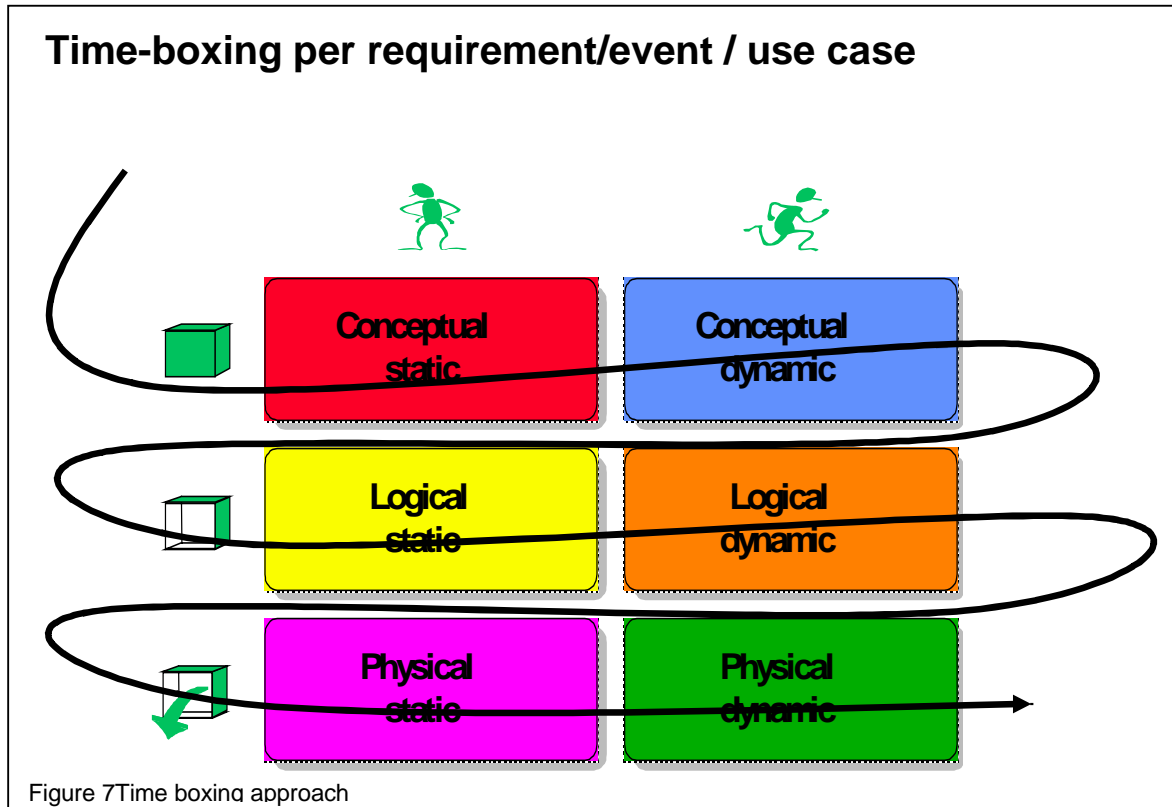 Time-boxing per requirement/event / use case
Conceptual
static
Conceptual
dynamic
Logical
static
Logical
dynamic
Physical
static
Physical
dynamic
Figure 7Time boxing approach